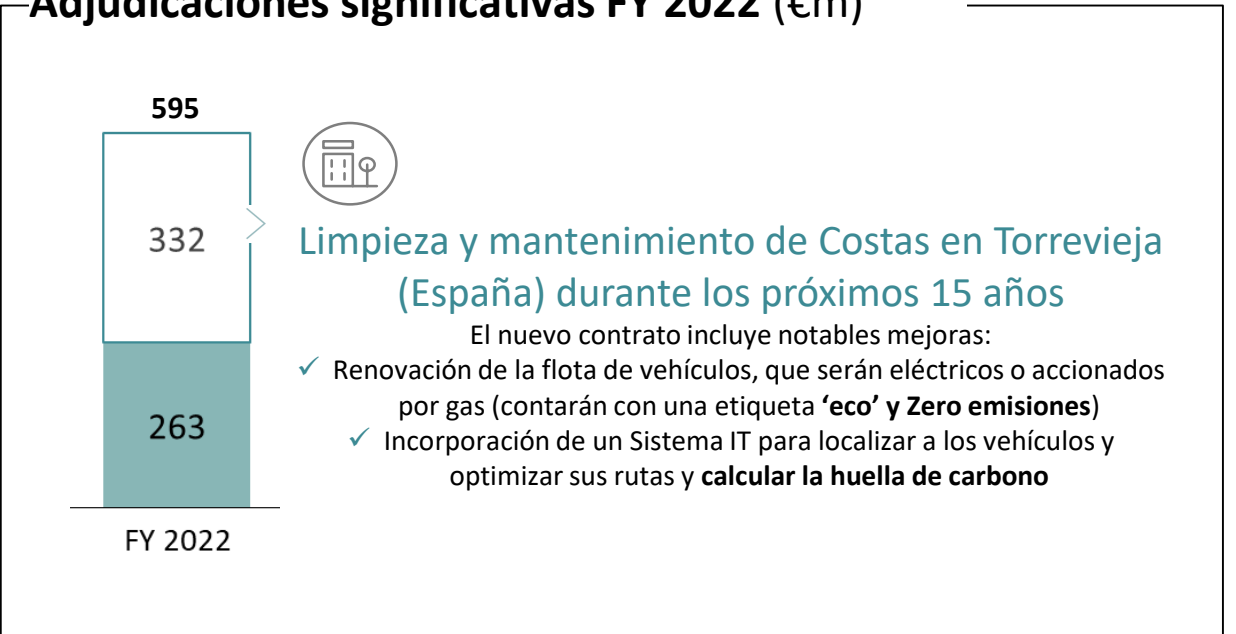 Adjudicaciones significativas FY 2022 (€m)
595
332
Limpieza y mantenimiento de Costas en Torrevieja
(España) durante los próximos 15 años
El nuevo contrato incluye notables mejoras:
✓ Renovación de la flota de vehículos, que serán eléctricos o accionados
por gas (contarán con una etiqueta ‘eco’ y Zero emisiones)
✓ Incorporación de un Sistema IT para localizar a los vehículos y
optimizar sus rutas y calcular la huella de carbono
263
FY 2022